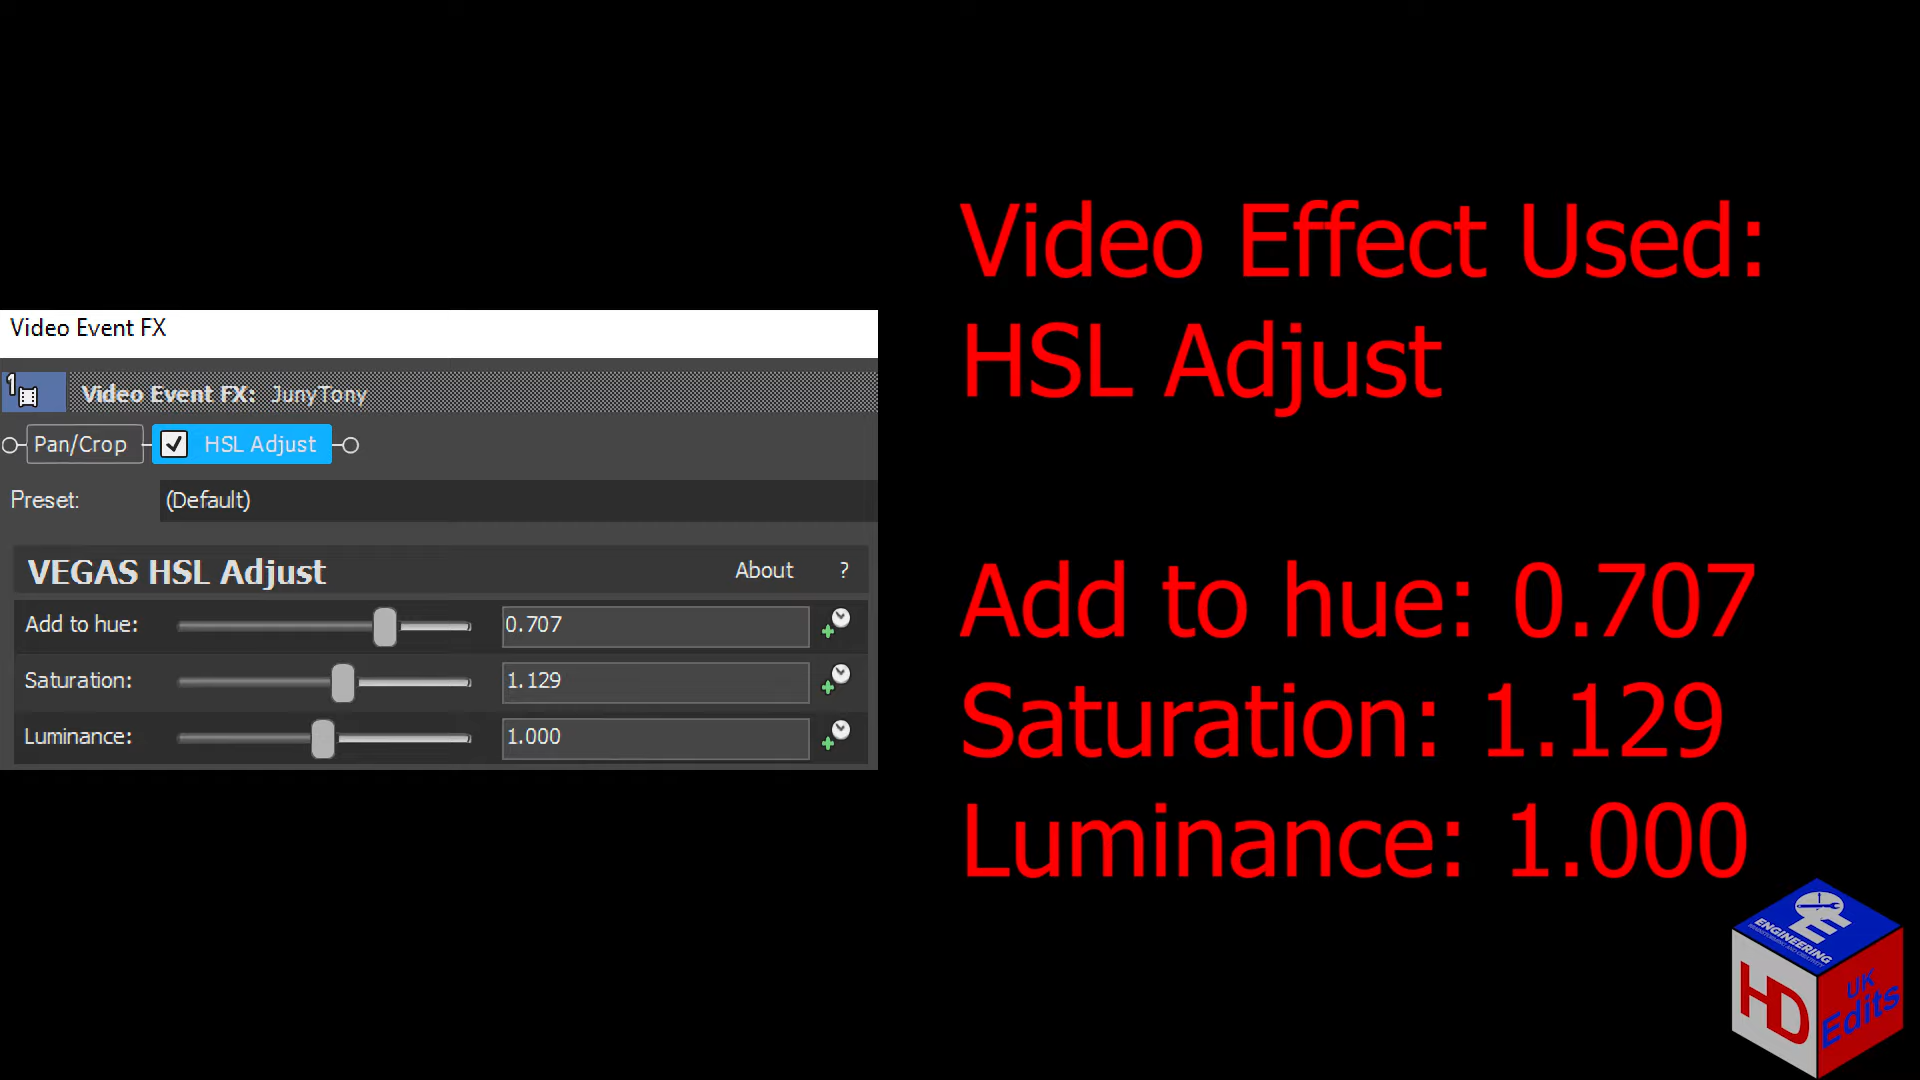 Video Event FX
1
Video Event FX: JunyTony
Pan/Crop
HSL Adjust
Preset:
(Default)
VEGAS HSL Adjust
About
?
Add to hue:
0.707
Saturation:
1.129
Luminance:
1.000
Video Effect Used:
HSL Adjust
Add to hue: 0.707
Saturation: 1.129
Luminance: 1.000
E
ENGINEERING
HD
UK
Edits